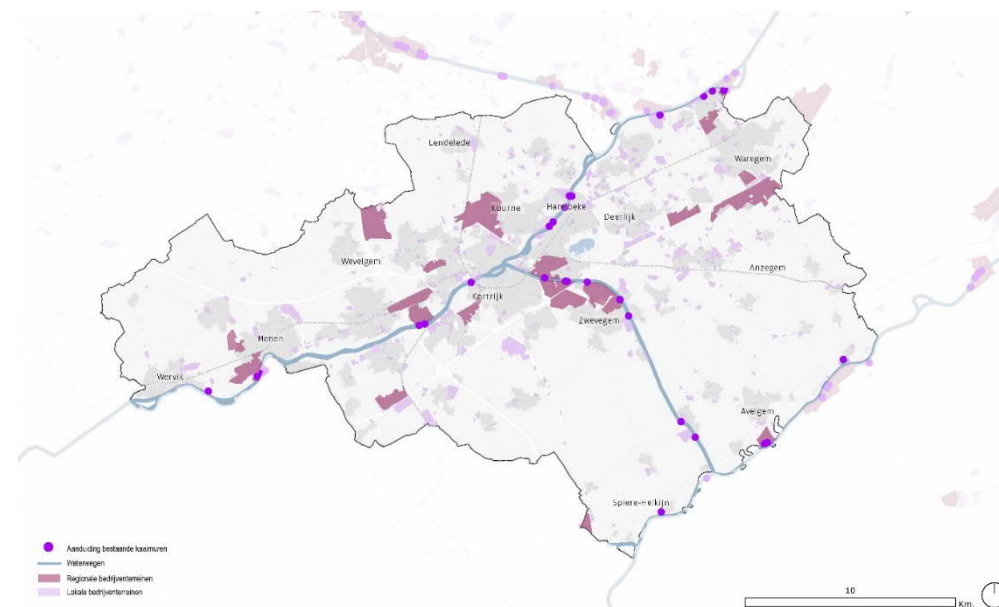 Lendelede
Waregem
Kuurne
Harelbeke
Deerlijk
Wevelgem
Anzegem
Kortrijk
Zwevegem
Menen
Wervik
Avelgem
Spiere-Helkijn
Aanduiding bestaande kaaimuren
Waterwegen
Regionale bedrijventerreinen
Lokale bedrijventerreinen
10
Km.